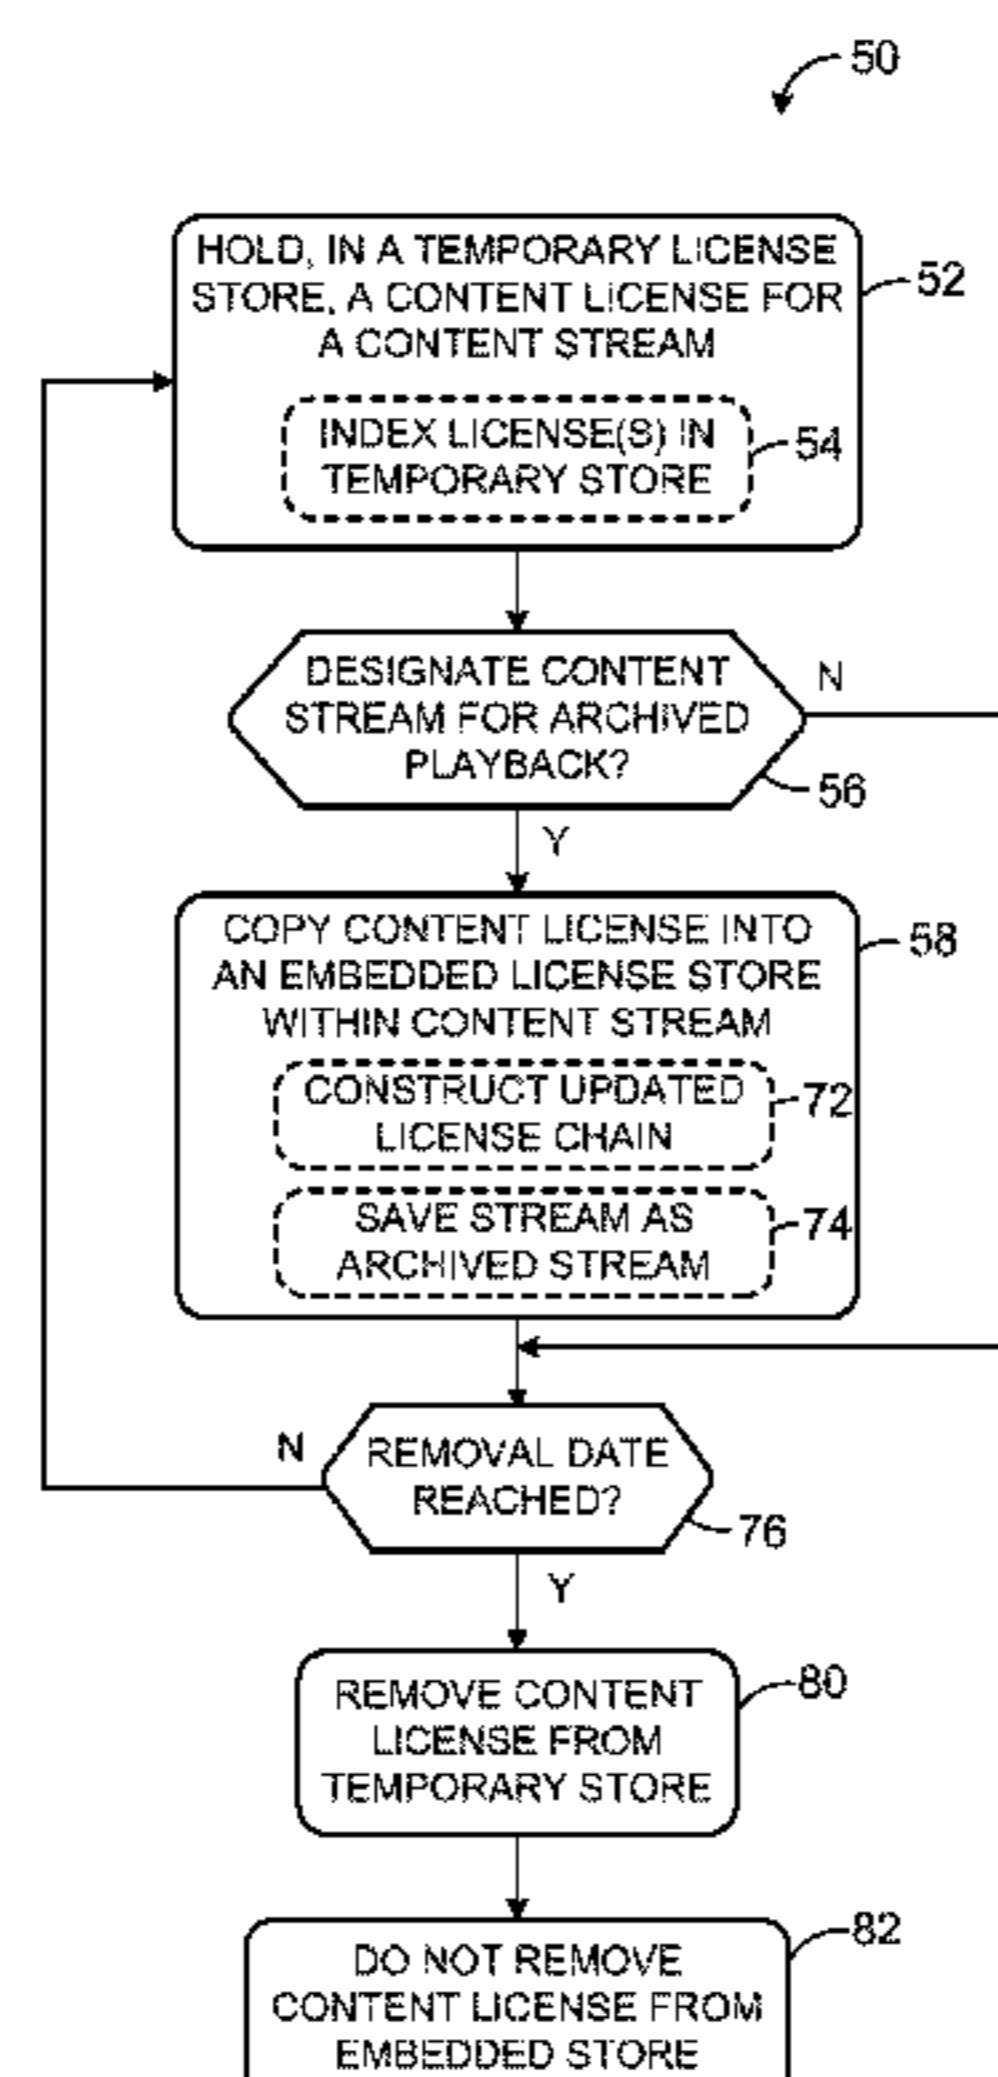 50
HOLD, IN A TEMPORARY LICENSE
STORE, A CONTENT LICENSE FOR
A CONTENT STREAM
52
INDEX LICENSE(S) IN
TEMPORARY STORE
54
DESIGNATE CONTENT
STREAM FOR ARCHIVED
PLAYBACK?
N
56
Y
COPY CONTENT LICENSE INTO
AN EMBEDDED LICENSE STORE
WITHIN CONTENT STREAM
58
CONSTRUCT UPDATED
LICENSE CHAIN
72
SAVE STREAM AS
ARCHIVED STREAM
74
N
REMOVAL DATE
REACHED?
76
Y
REMOVE CONTENT
LICENSE FROM
TEMPORARY STORE
80
DO NOT REMOVE
CONTENT LICENSE FROM
EMBEDDED STORE
82